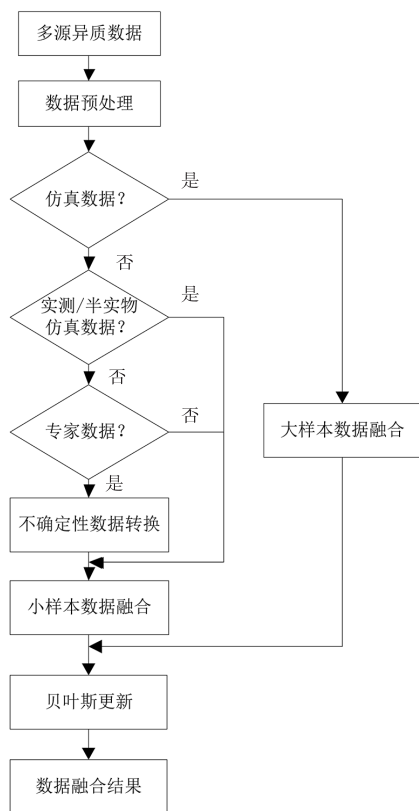 多源异质数据
数据预处理
仿真数据?
是
否
实测/半实物
仿真数据?
是
否
专家数据?
否
大样本数据融合
是
不确定性数据转换
小样本数据融合
贝叶斯更新
数据融合结果